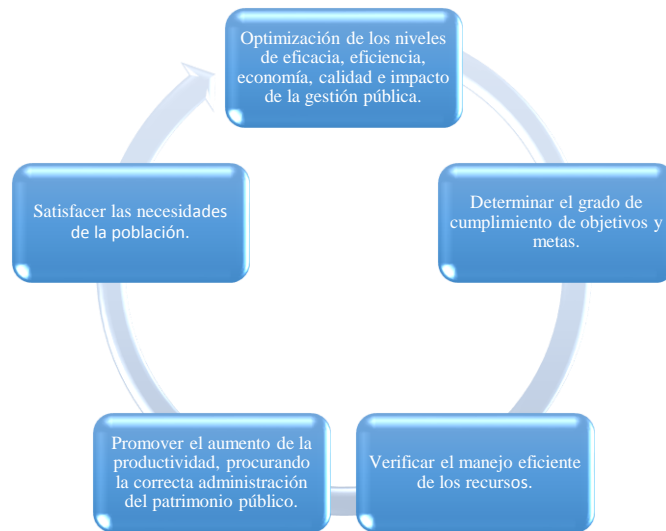 Optimización de los niveles
de eficacia, eficiencia,
economía, calidad e impacto
de la gestión pública.
Determinar el grado de
cumplimiento de objetivos y
metas.
Verificar el manejo eficiente
de los recursos.
Promover el aumento de la
productividad, procurando
la correcta administración
del patrimonio público.
Satisfacer las necesidades
de la población.